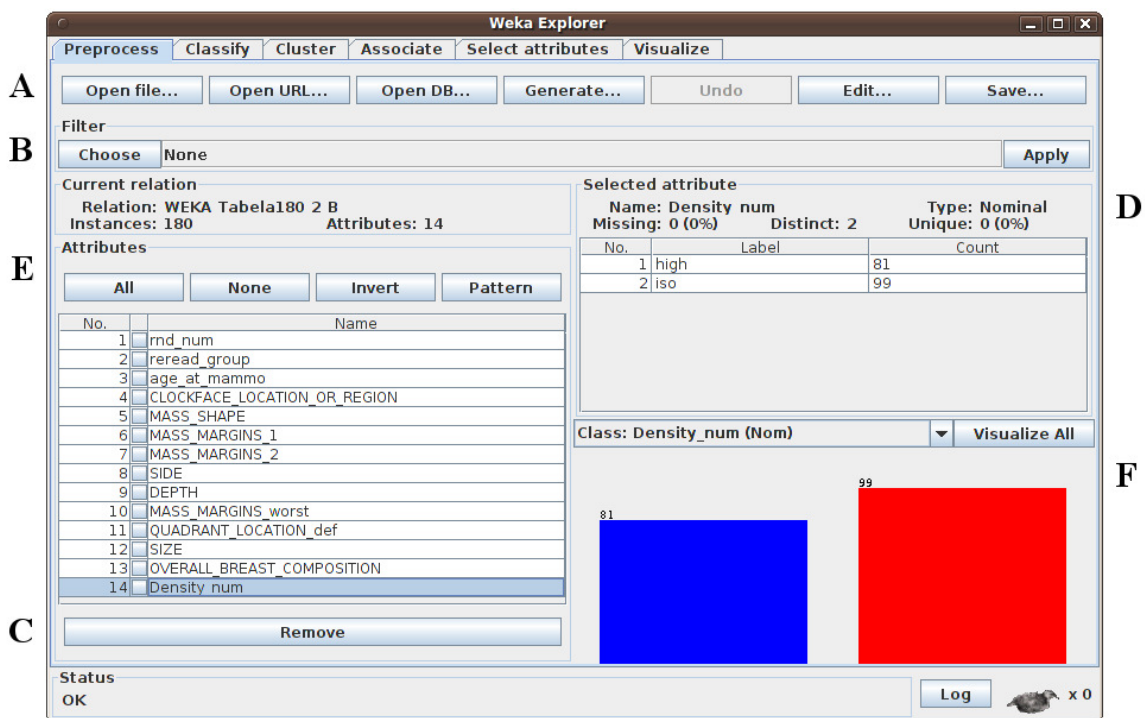 Weka Explorer
Preprocess Classify Cluster Associate Select attributes Visualize
A
Open file... Open URL... Open DB... Generate... Undo Edit... Save...
Filter
B
Choose None Apply
Current relation
Relation: WEKA Tabela180 2 B
Instances: 180 Attributes: 14
Attributes
E
All None Invert Pattern
No. Name
1 rnd_num
2 reread_group
3 age_at_mammo
4 CLOCKFACE_LOCATION_OR_REGION
5 MASS_SHAPE
6 MASS_MARGINS_1
7 MASS_MARGINS_2
8 SIDE
9 DEPTH
10 MASS_MARGINS_worst
11 QUADRANT_LOCATION_def
12 SIZE
13 OVERALL_BREAST_COMPOSITION
14 Density num
C
Remove
Selected attribute
D
Name: Density num Type: Nominal
Missing: 0 (0%) Distinct: 2 Unique: 0 (0%)
No. Label Count
1 high 81
2 iso 99
Class: Density_num (Nom) Visualize All
F
99
81
Status
OK
Log x 0